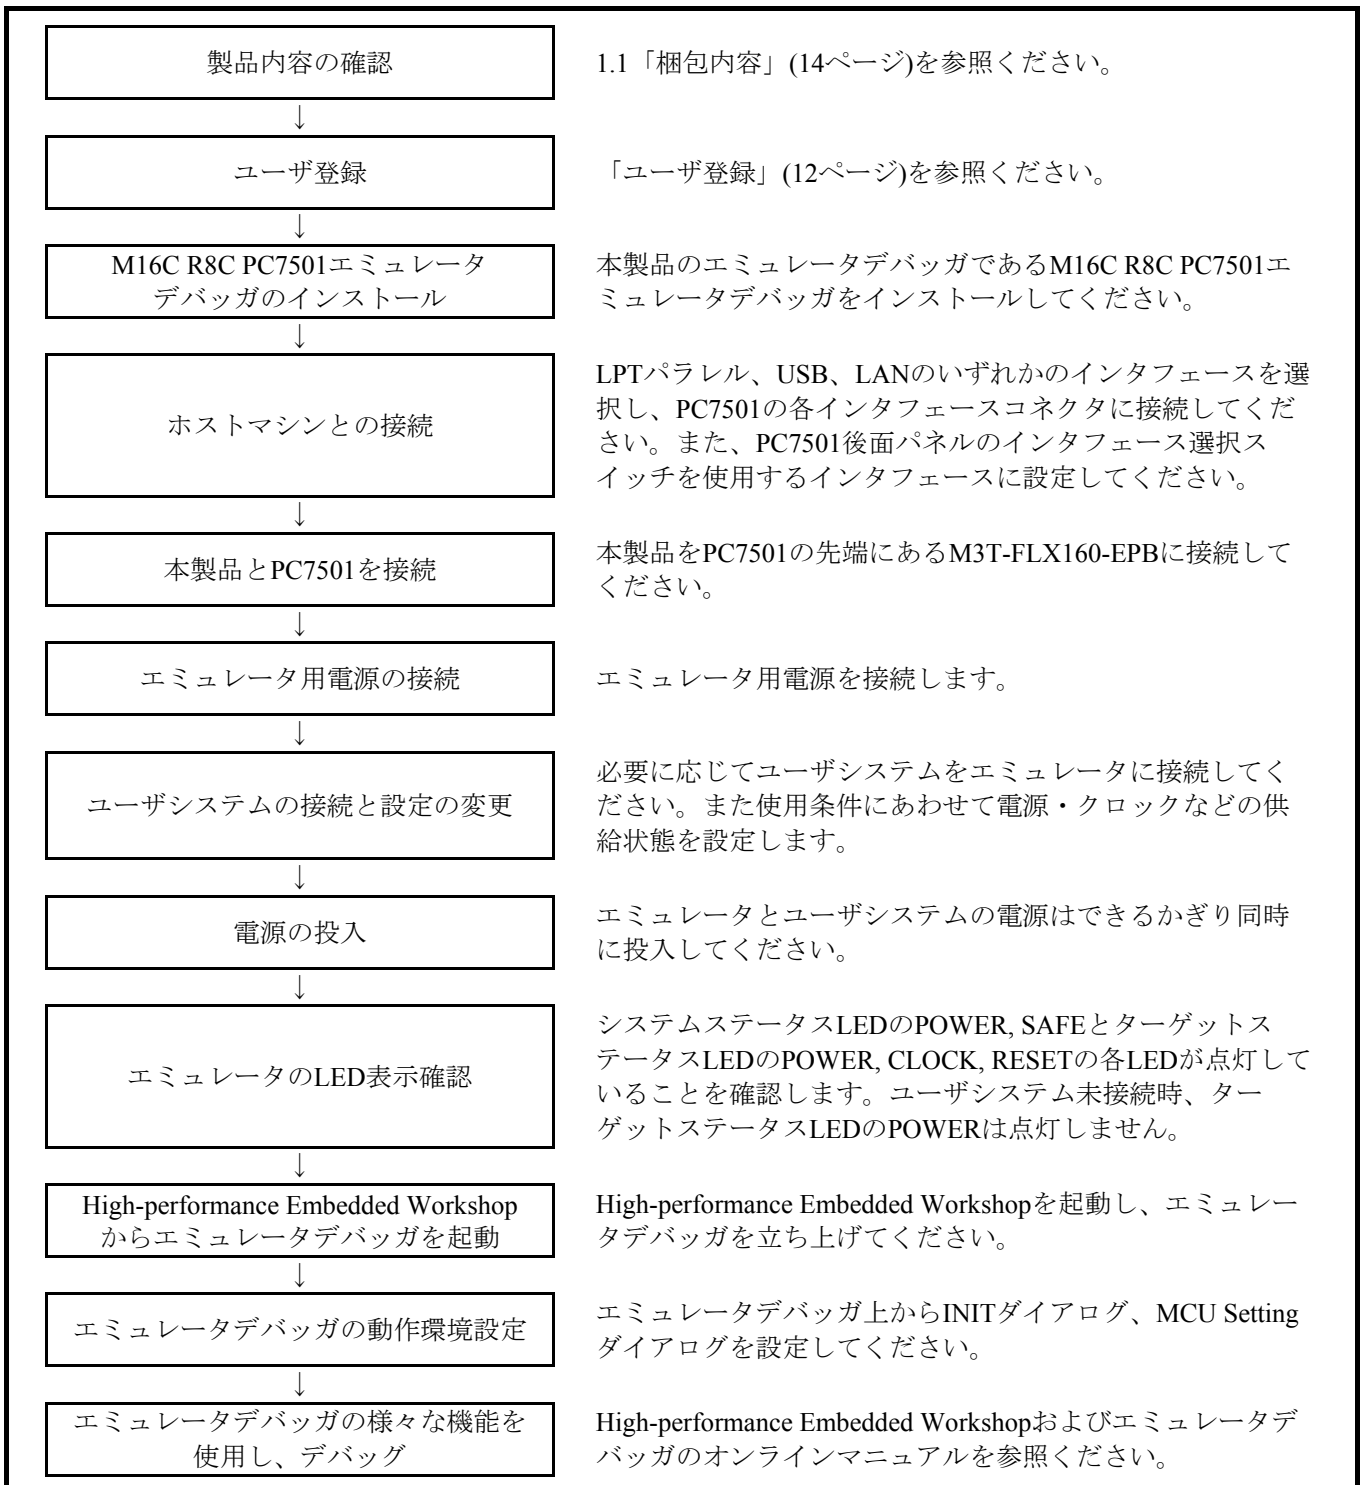 製品内容の確認
1.1「梱包内容」(14ページ)を参照ください。
↓
ユーザ登録
「ユーザ登録」(12ページ)を参照ください。
↓
M16C R8C PC7501エミュレータ
デバッガのインストール
本製品のエミュレータデバッガであるM16C R8C PC7501エ
ミュレータデバッガをインストールしてください。
↓
ホストマシンとの接続
LPTパラレル、USB、LANのいずれかのインタフェースを選
択し、PC7501の各インタフェースコネクタに接続してくだ
さい。また、PC7501後面パネルのインタフェース選択ス
イッチを使用するインタフェースに設定してください。
↓
本製品とPC7501を接続
本製品をPC7501の先端にあるM3T-FLX160-EPBに接続して
ください。
↓
エミュレータ用電源の接続
エミュレータ用電源を接続します。
↓
ユーザシステムの接続と設定の変更
必要に応じてユーザシステムをエミュレータに接続してく
ださい。また使用条件にあわせて電源・クロックなどの供
給状態を設定します。
↓
電源の投入
エミュレータとユーザシステムの電源はできるかぎり同時
に投入してください。
↓
エミュレータのLED表示確認
システムステータスLEDのPOWER, SAFEとターゲットス
テータスLEDのPOWER, CLOCK, RESETの各LEDが点灯して
いることを確認します。ユーザシステム未接続時、ター
ゲットステータスLEDのPOWERは点灯しません。
↓
High-performance Embedded Workshop
からエミュレータデバッガを起動
High-performance Embedded Workshopを起動し、エミュレー
タデバッガを立ち上げてください。
↓
エミュレータデバッガの動作環境設定
エミュレータデバッガ上からINITダイアログ、MCU Setting
ダイアログを設定してください。
↓
エミュレータデバッガの様々な機能を
使用し、デバッグ
High-performance Embedded Workshopおよびエミュレータデ
バッガのオンラインマニュアルを参照ください。